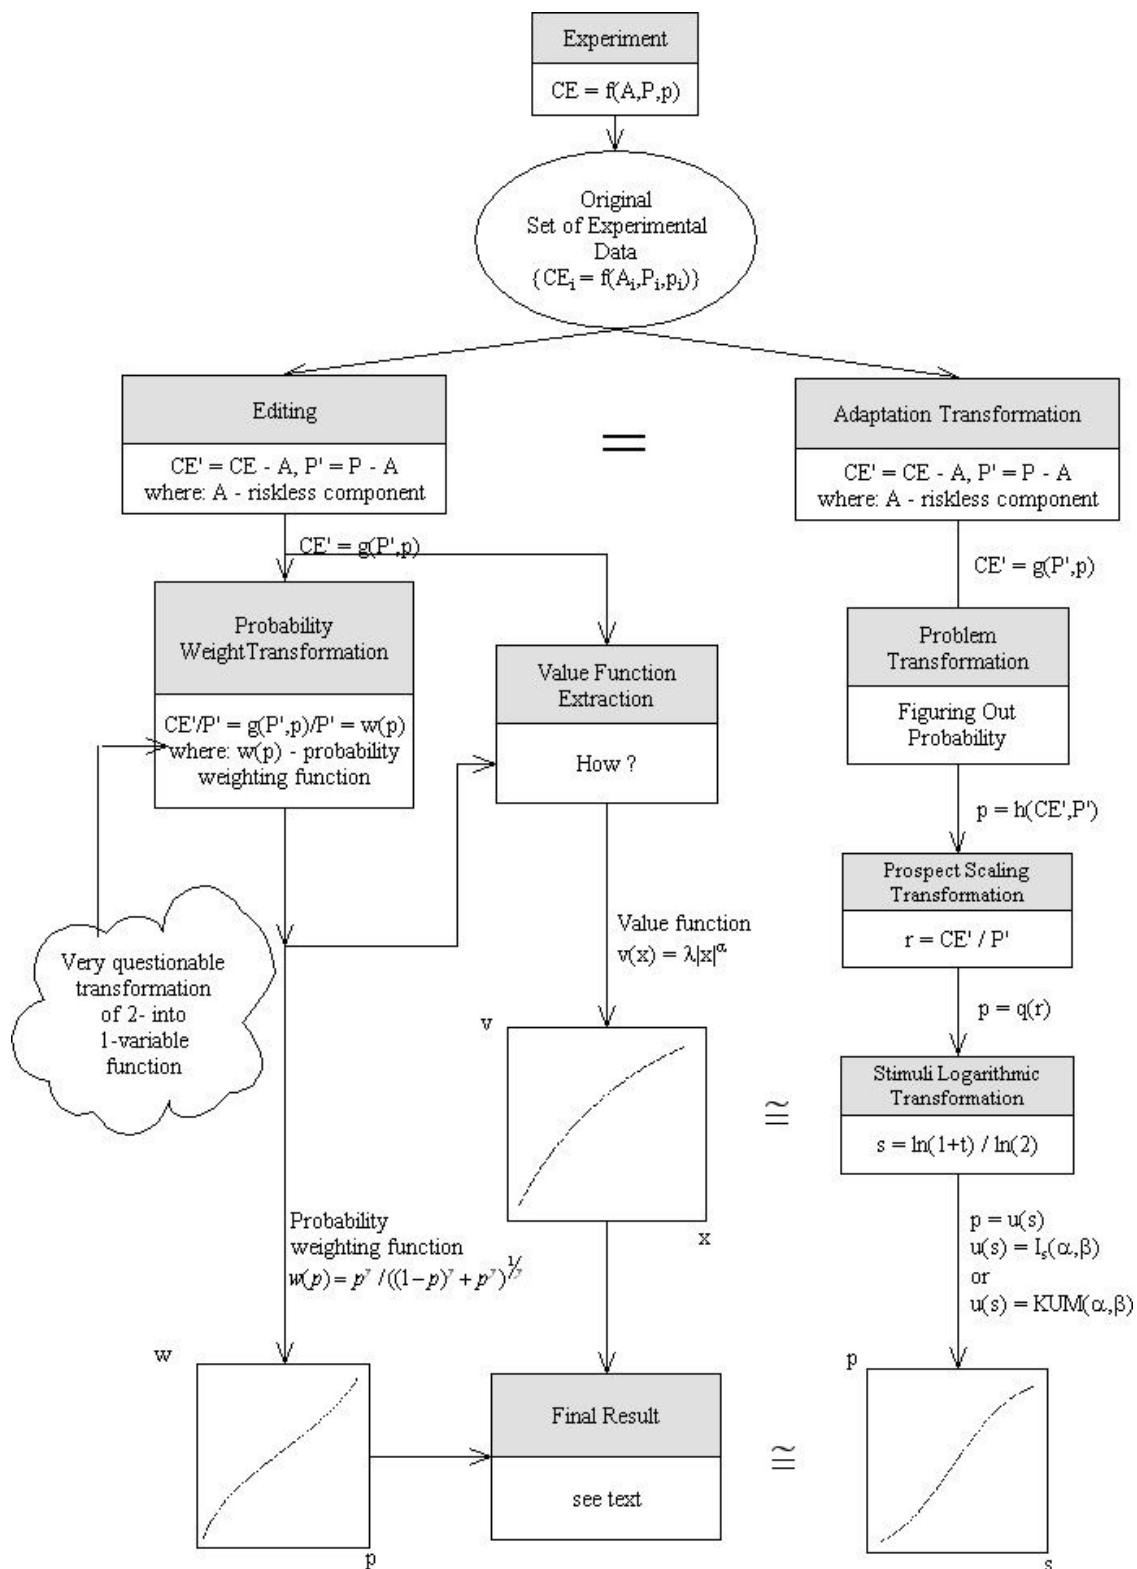 Experiment
CE = f(A,P,p)
Original
Set of Experimental
Data
{CEᵢ = f(Aᵢ,Pᵢ,pᵢ)}
Editing
CE' = CE - A, P' = P - A
where: A - riskless component
=
Adaptation Transformation
CE' = CE - A, P' = P - A
where: A - riskless component
CE' = g(P',p)
CE' = g(P',p)
Probability
WeightTransformation
CE'/P' = g(P',p)/P' = w(p)
where: w(p) - probability
weighting function
Value Function
Extraction
How ?
Problem
Transformation
Figuring Out
Probability
p = h(CE',P')
Prospect Scaling
Transformation
r = CE' / P'
Very questionable
transformation
of 2- into
1-variable
function
Value function
v(x) = λ|x|^α
p = q(r)
v
x
≅
Stimuli Logarithmic
Transformation
s = ln(1+t) / ln(2)
Probability
weighting function
w(p) = p^γ / ((1-p)^γ + p^γ)^1/γ
p = u(s)
u(s) = Iₛ(α,β)
or
u(s) = KUM(α,β)
w
p
Final Result
see text
≅
p
s